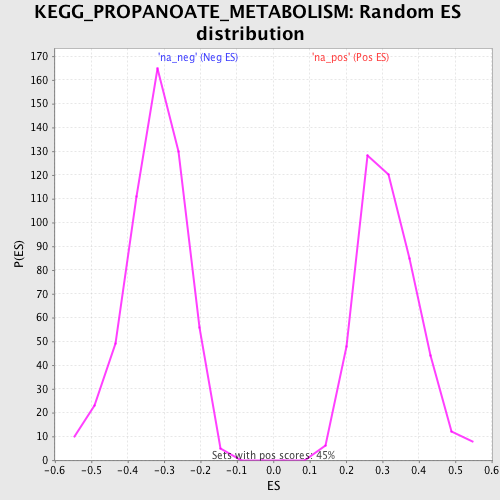 KEGG_PROPANOATE_METABOLISM: Random ES
distribution
'na_neg' (Neg ES)
'na_pos' (Pos ES)
170
160
150
140
130
120
110
100
90
80
70
60
50
40
30
20
10
0
P(ES)
Sets with pos scores: 45%
-0.6 -0.5 -0.4 -0.3 -0.2 -0.1 0.0 0.1 0.2 0.3 0.4 0.5 0.6
ES